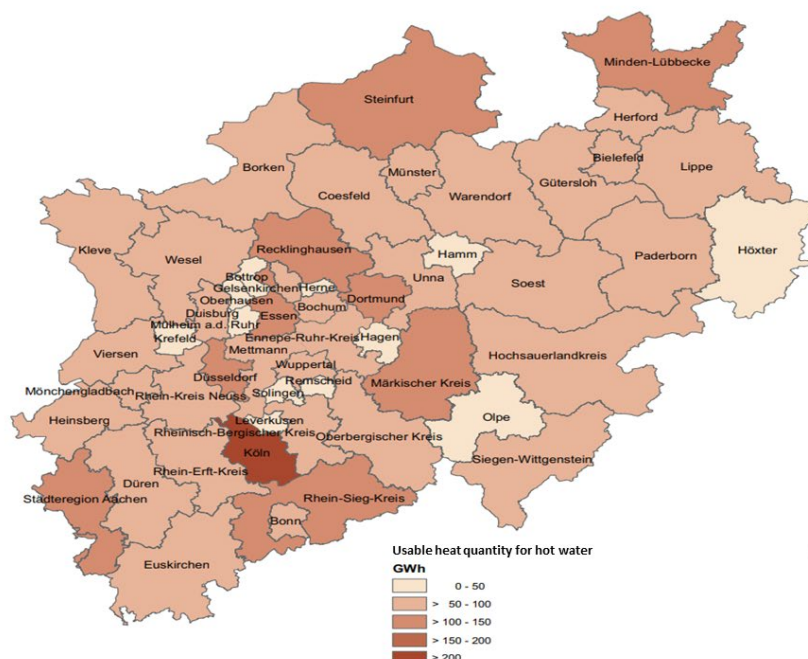 Minden-Lübbecke
Steinfurt
Herford
Borken
Münster
Bielefeld
Lippe
Coesfeld
Warendorf
Gütersloh
Kleve
Wesel
Recklinghausen
Hamm
Paderborn
Höxter
Bottrop
Gelsenkirchen
Herne
Unna
Soest
Oberhausen
Dortmund
Duisburg
Essen
Bochum
Mülheim a.d. Ruhr
Krefeld
Ennepe-Ruhr-Kreis
Hagen
Viersen
Mettmann
Hochsauerlandkreis
Wuppertal
Düsseldorf
Remscheid
Märkischer Kreis
Mönchengladbach
Rhein-Kreis Neuss
Solingen
Heinsberg
Leverkusen
Olpe
Rheinisch-Bergischer Kreis
Oberbergischer Kreis
Köln
Siegen-Wittgenstein
Rhein-Erft-Kreis
Düren
Städteregion Aachen
Rhein-Sieg-Kreis
Bonn
Euskirchen
Usable heat quantity for hot water
GWh
0 - 50
> 50 - 100
> 100 - 150
> 150 - 200
> 200